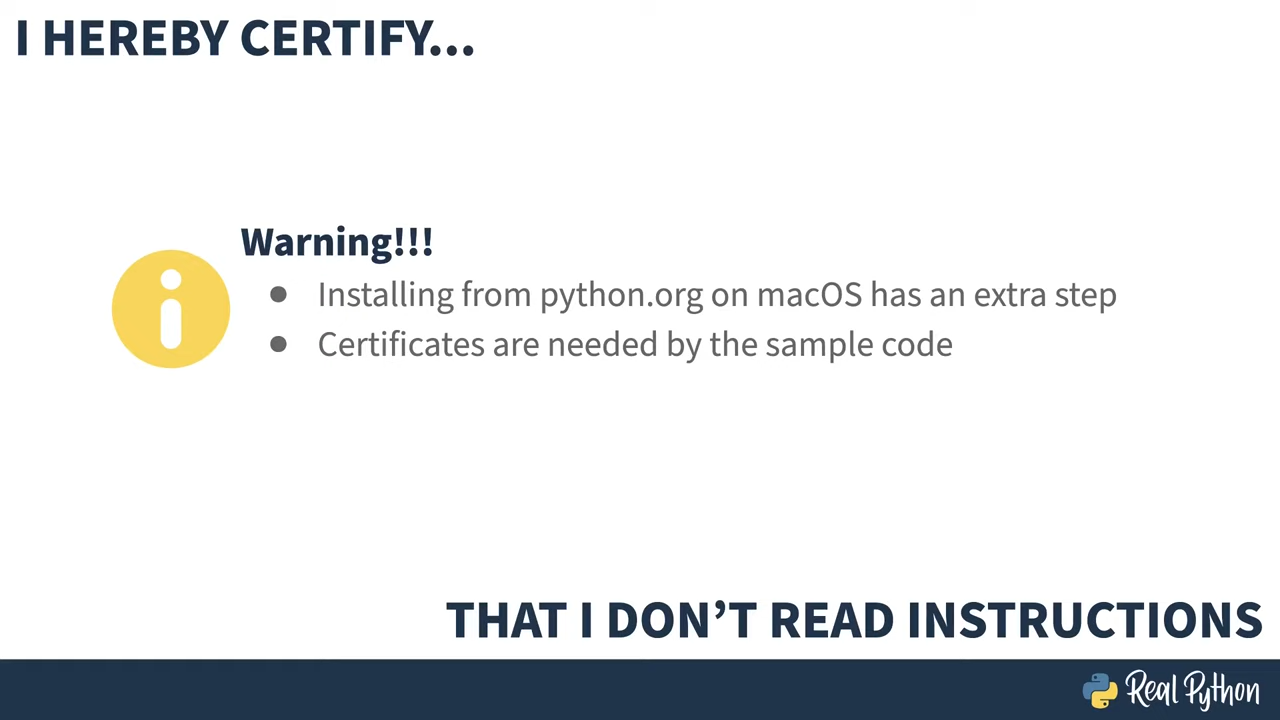 I HEREBY CERTIFY...
Warning!!!
● Installing from python.org on macOS has an extra step
● Certificates are needed by the sample code
THAT I DON’T READ INSTRUCTIONS
Real Python